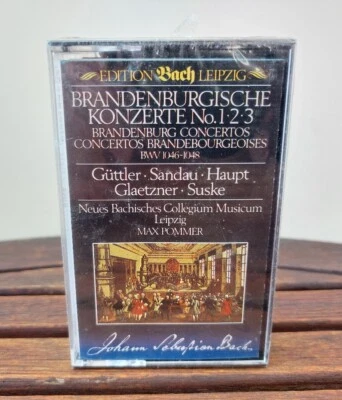 EDITION Bach LEIPZIG
BRANDENBURGISCHE
KONZERTE No. 1·2·3
BRANDENBURG CONCERTOS
CONCERTOS BRANDEBOURGEOISES
BWV 1046-1048
Güttler · Sandau · Haupt
Glaetzner · Suske
Neues Bachisches Collegium Musicum
Leipzig
MAX POMMER
Johann Sebastian Bach